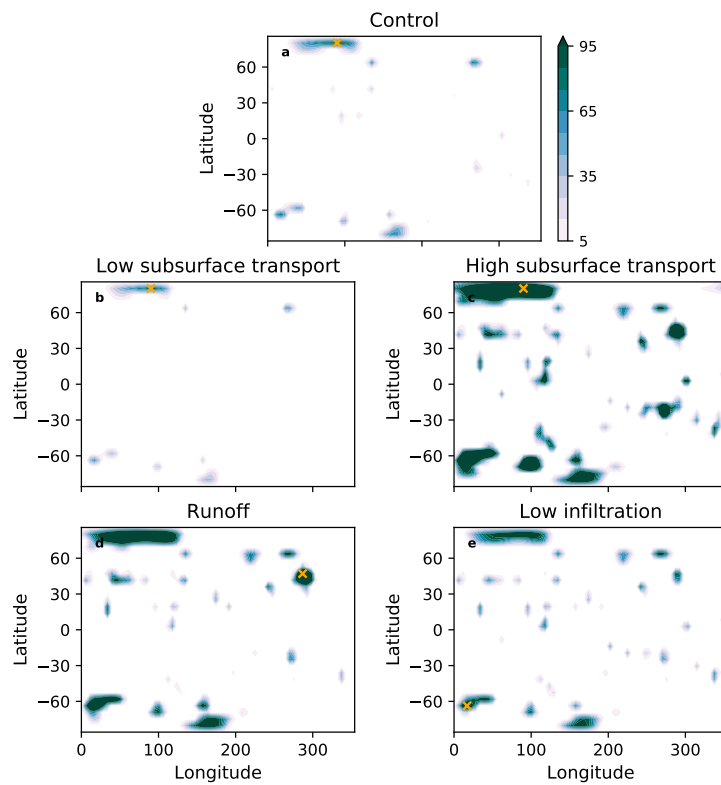 Control
a
Latitude
60
30
0
−30
−60
95
65
35
5
Low subsurface transport
b
Latitude
60
30
0
−30
−60
High subsurface transport
c
Latitude
60
30
0
−30
−60
Runoff
d
Latitude
60
30
0
−30
−60
0
100
200
300
Longitude
Low infiltration
e
Latitude
60
30
0
−30
−60
0
100
200
300
Longitude